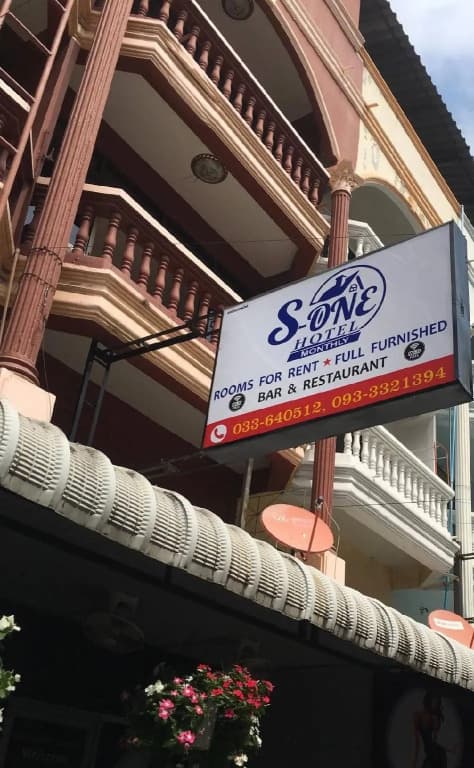 S-ONE
HOTEL
MONTHLY
ROOMS FOR RENT ★ FULL FURNISHED
BAR & RESTAURANT
033-640512, 093-3321394